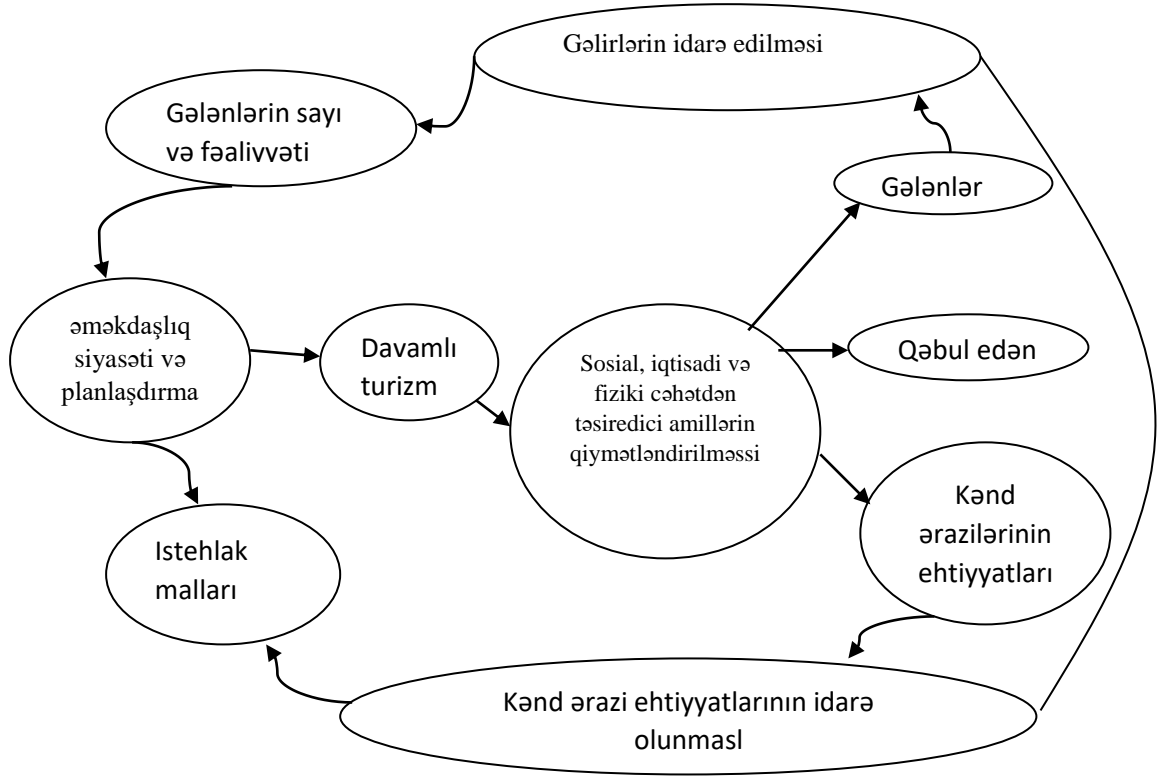 Gəlirlərin idarə edilməsi
Gələnlərin sayı
və fəalivvəti
Gələnlər
əməkdaşlıq
siyasəti və
planlaşdırma
Davamlı
turizm
Sosial, iqtisadi və
fiziki cəhətdən
təsiredici amillərin
qiymətləndirilməssi
Qəbul edən
Kənd
ərazilərinin
ehtiyyatları
Istehlak
malları
Kənd ərazi ehtiyyatlarının idarə
olunmasl